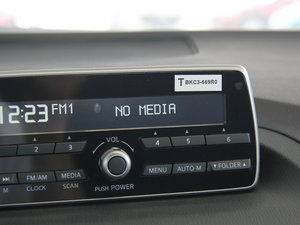 T BKC3-669R0
12:23 FM1
NO MEDIA
2 3 4 5 6
VOL
FM/AM MEDIA MENU AUTO-M FOLDER
M CLOCK SCAN
PUSH POWER